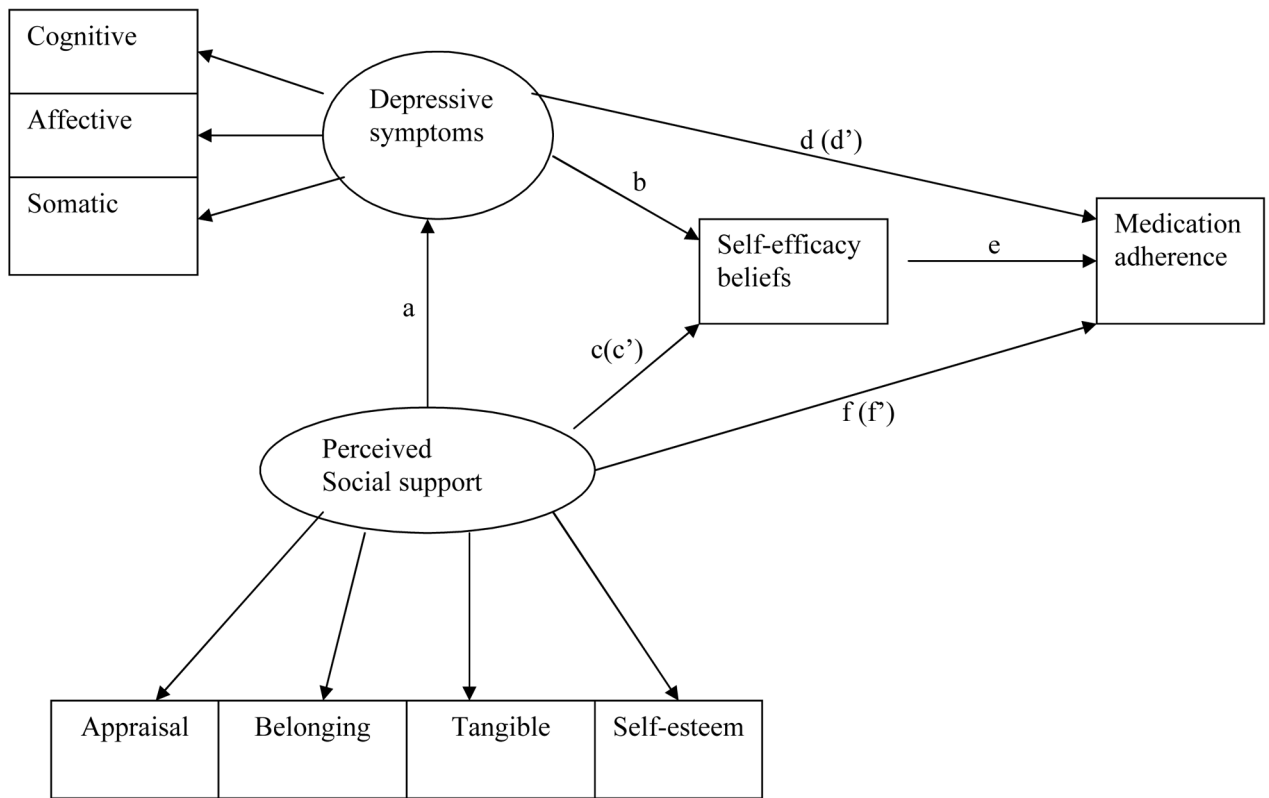 Cognitive
Affective
Somatic
Depressive
symptoms
d (d’)
b
Self-efficacy
beliefs
e
Medication
adherence
a
c(c’)
f (f’)
Perceived
Social support
Appraisal
Belonging
Tangible
Self-esteem